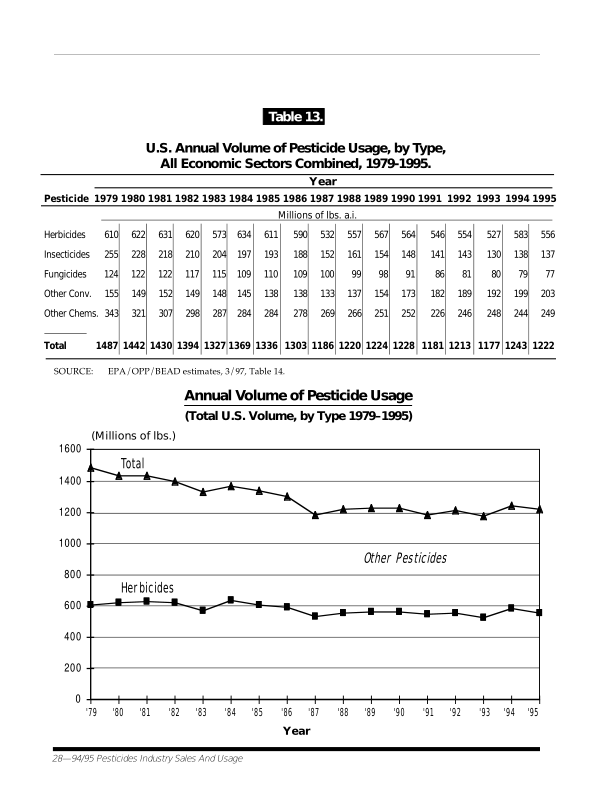 Table 13.
U.S. Annual Volume of Pesticide Usage, by Type,
All Economic Sectors Combined, 1979-1995.
Year
Pesticide 1979 1980 1981 1982 1983 1984 1985 1986 1987 1988 1989 1990 1991 1992 1993 1994 1995
Millions of lbs. a.i.
Herbicides 610 622 631 620 573 634 611 590 532 557 567 564 546 554 527 583 556
Insecticides 255 228 218 210 204 197 193 188 152 161 154 148 141 143 130 138 137
Fungicides 124 122 122 117 115 109 110 109 100 99 98 91 86 81 80 79 77
Other Conv. 155 149 152 149 148 145 138 138 133 137 154 173 182 189 192 199 203
Other Chems. 343 321 307 298 287 284 284 278 269 266 251 252 226 246 248 244 249
Total 1487 1442 1430 1394 1327 1369 1336 1303 1186 1220 1224 1228 1181 1213 1177 1243 1222
SOURCE: EPA/OPP/BEAD estimates, 3/97, Table 14.
Annual Volume of Pesticide Usage
(Total U.S. Volume, by Type 1979–1995)
(Millions of lbs.)
1600
Total
1400
1200
1000
Other Pesticides
800
Herbicides
600
400
200
0
'79 '80 '81 '82 '83 '84 '85 '86 '87 '88 '89 '90 '91 '92 '93 '94 '95
Year
28—94/95 Pesticides Industry Sales And Usage